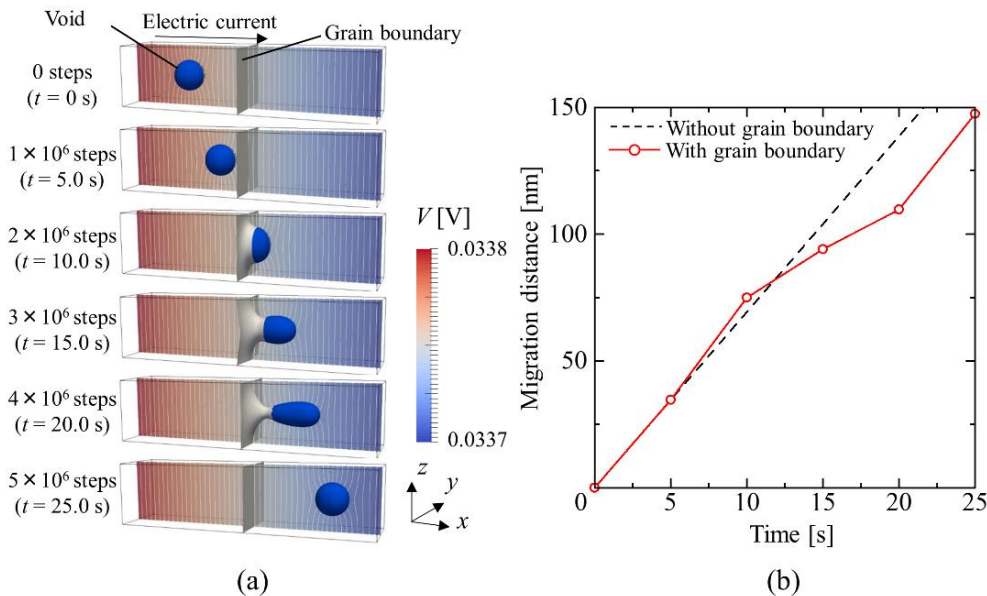 Void
Electric current
Grain boundary
0 steps
(t = 0 s)
1 × 10⁶ steps
(t = 5.0 s)
2 × 10⁶ steps
(t = 10.0 s)
3 × 10⁶ steps
(t = 15.0 s)
4 × 10⁶ steps
(t = 20.0 s)
5 × 10⁶ steps
(t = 25.0 s)
V [V]
0.0338
0.0337
z
y
x
(a)
Migration distance [nm]
150
100
50
0
5
10
15
20
25
Time [s]
Without grain boundary
With grain boundary
(b)